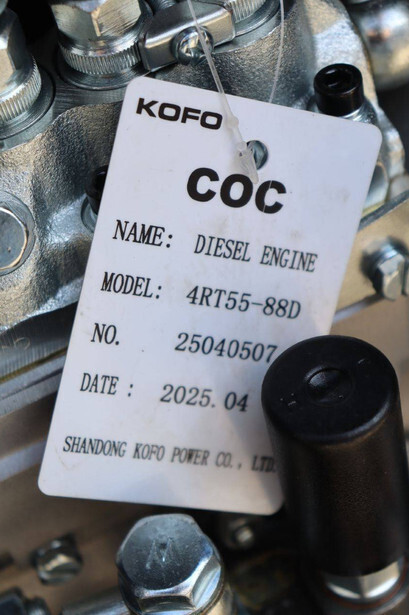 KOFO
COC
NAME: DIESEL ENGINE
MODEL: 4RT55-88D
NO. 25040507
DATE : 2025.04
SHANDONG KOFO POWER CO., LTD